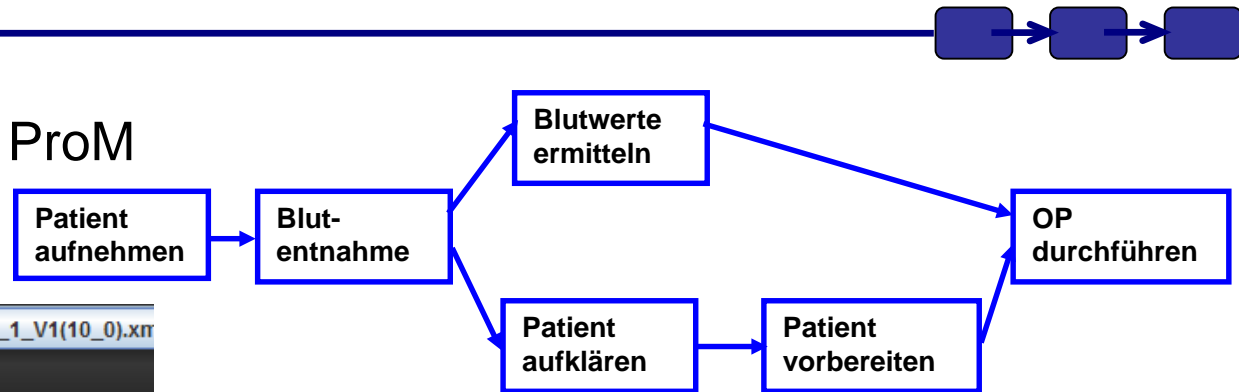 ProM
Patient
aufnehmen
Blut-
entnahme
Blutwerte
ermitteln
Patient
aufklären
Patient
vorbereiten
OP
durchführen
_1_V1(10_0).xm